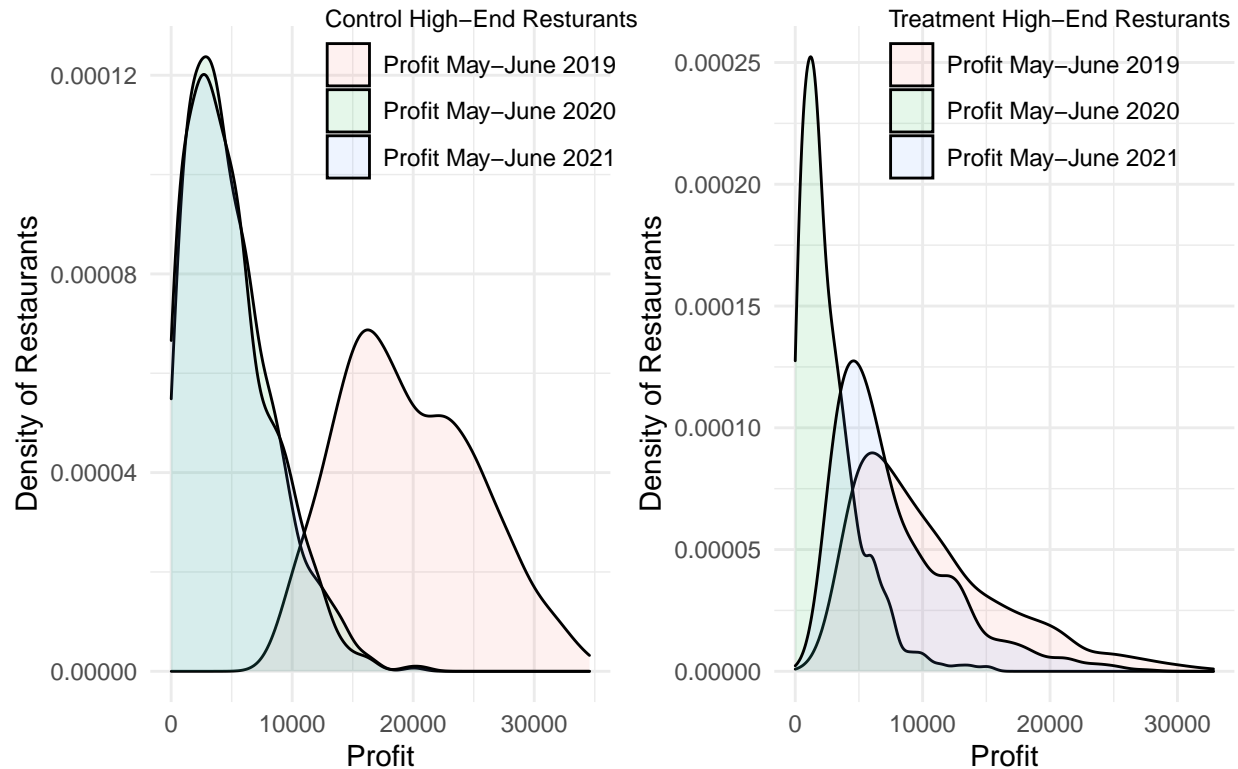 Control High−End Resturants
Profit May−June 2019
Profit May−June 2020
Profit May−June 2021
0.00012
0.00008
0.00004
0.00000
Density of Restaurants
0 10000 20000 30000
Profit
Treatment High−End Resturants
Profit May−June 2019
Profit May−June 2020
Profit May−June 2021
0.00025
0.00020
0.00015
0.00010
0.00005
0.00000
Density of Restaurants
0 10000 20000 30000
Profit